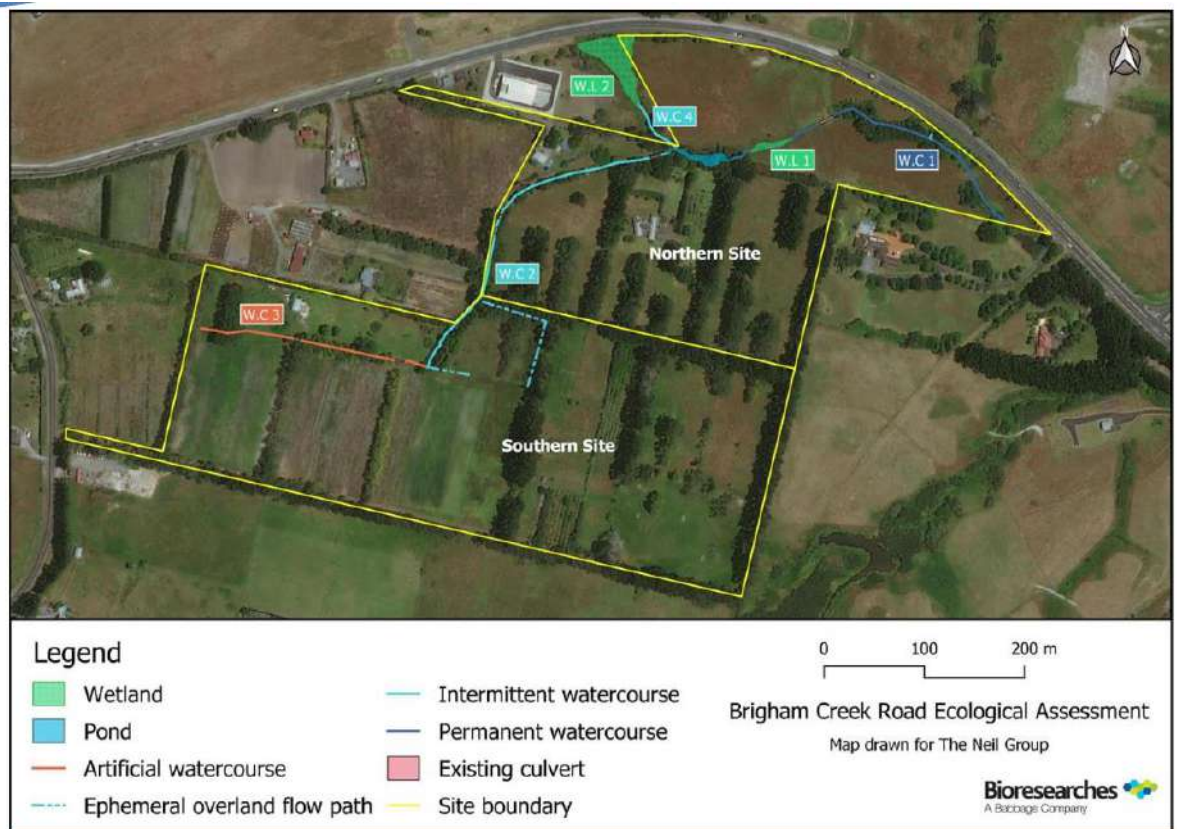 N
W.L 2
W.C 4
W.L 1
W.C 1
Northern Site
W.C 2
W.C 3
Southern Site
Legend
Wetland
Pond
Artificial watercourse
Ephemeral overland flow path
Intermittent watercourse
Permanent watercourse
Existing culvert
Site boundary
0 100 200 m
Brigham Creek Road Ecological Assessment
Map drawn for The Neil Group
Bioresearches
A Babbage Company